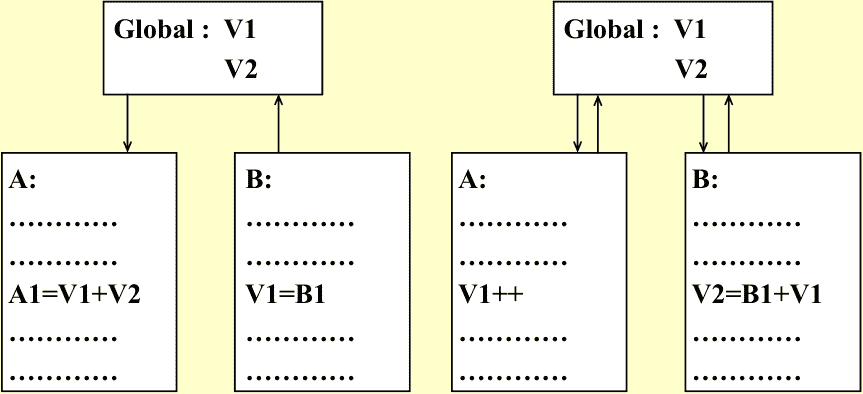 Global : V1
V2
A:
…………
…………
A1=V1+V2
…………
…………
B:
…………
…………
V1=B1
…………
…………
Global : V1
V2
A:
…………
…………
V1++
…………
…………
B:
…………
…………
V2=B1+V1
…………
…………